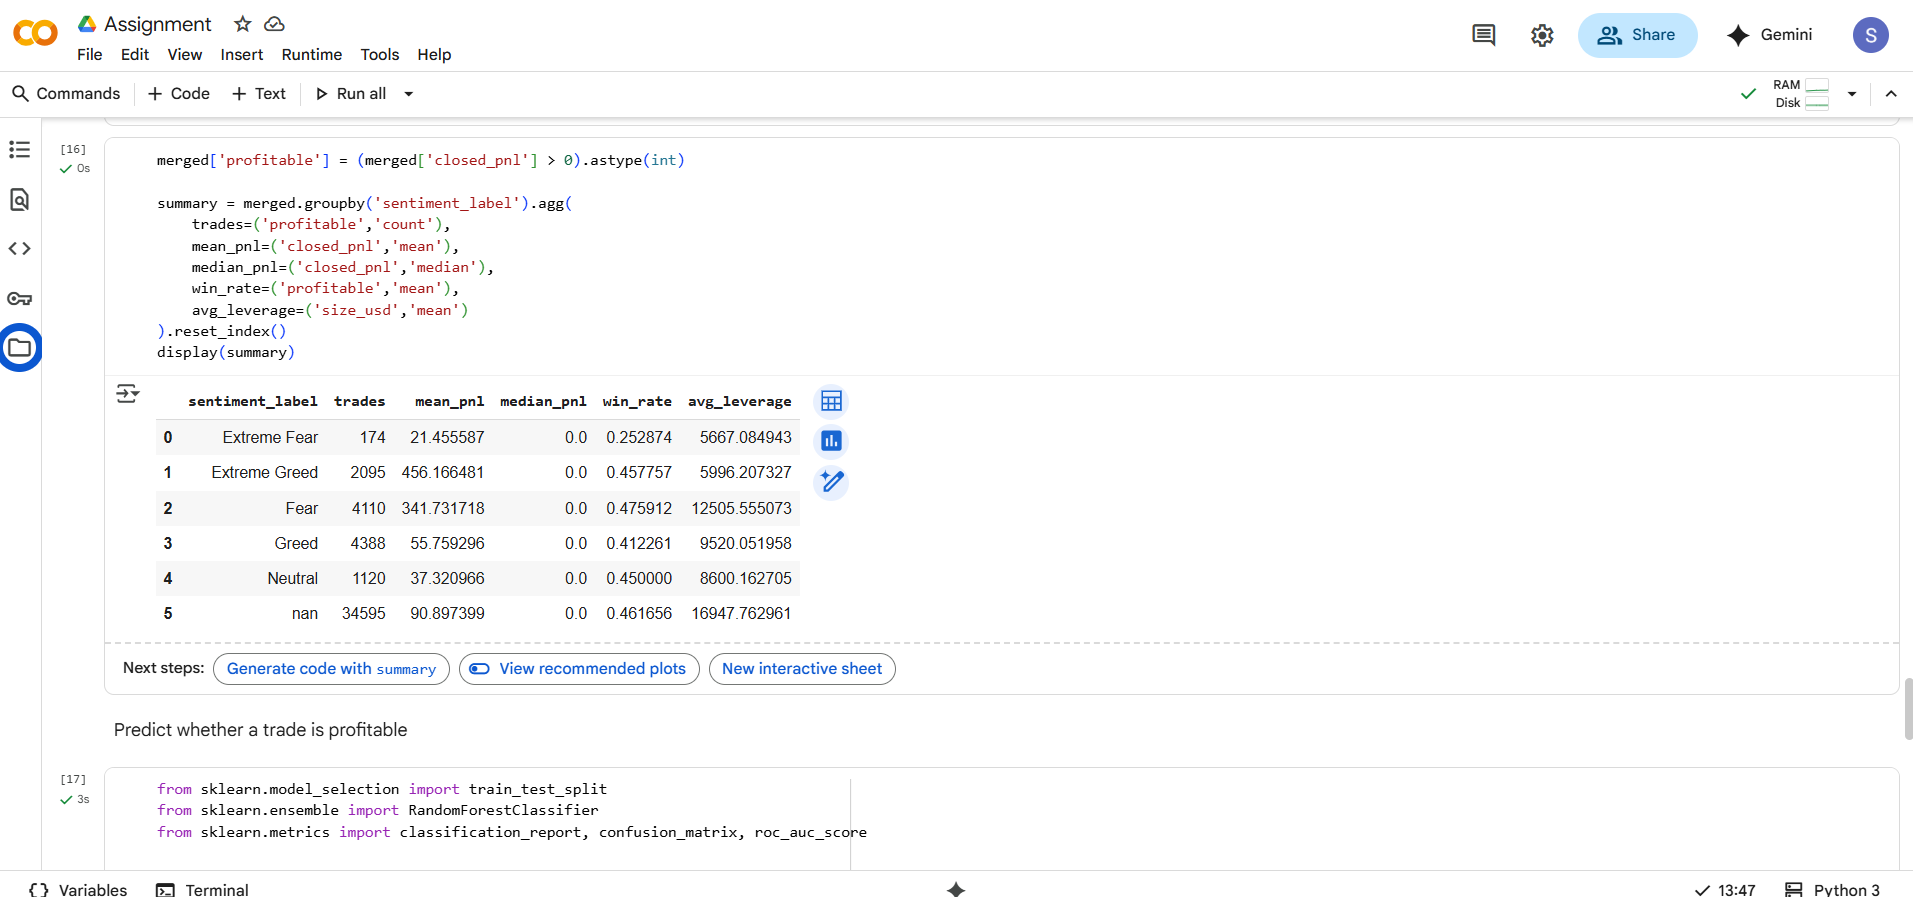 Assignment
File Edit View Insert Runtime Tools Help
Share
Gemini
S
Commands + Code + Text Run all
RAM
Disk
[16]
0s
merged['profitable'] = (merged['closed_pnl'] > 0).astype(int)
summary = merged.groupby('sentiment_label').agg(
trades=('profitable','count'),
mean_pnl=('closed_pnl','mean'),
median_pnl=('closed_pnl','median'),
win_rate=('profitable','mean'),
avg_leverage=('size_usd','mean')
).reset_index()
display(summary)
sentiment_label trades mean_pnl median_pnl win_rate avg_leverage
0 Extreme Fear 174 21.455587 0.0 0.252874 5667.084943
1 Extreme Greed 2095 456.166481 0.0 0.457757 5996.207327
2 Fear 4110 341.731718 0.0 0.475912 12505.555073
3 Greed 4388 55.759296 0.0 0.412261 9520.051958
4 Neutral 1120 37.320966 0.0 0.450000 8600.162705
5 nan 34595 90.897399 0.0 0.461656 16947.762961
Next steps: Generate code with summary View recommended plots New interactive sheet
Predict whether a trade is profitable
[17]
3s
from sklearn.model_selection import train_test_split
from sklearn.ensemble import RandomForestClassifier
from sklearn.metrics import classification_report, confusion_matrix, roc_auc_score
Variables Terminal 13:47 Python 3